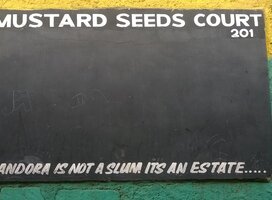 MUSTARD SEEDS COURT
201
ANDORA IS NOT A SLUM ITS AN ESTATE.....